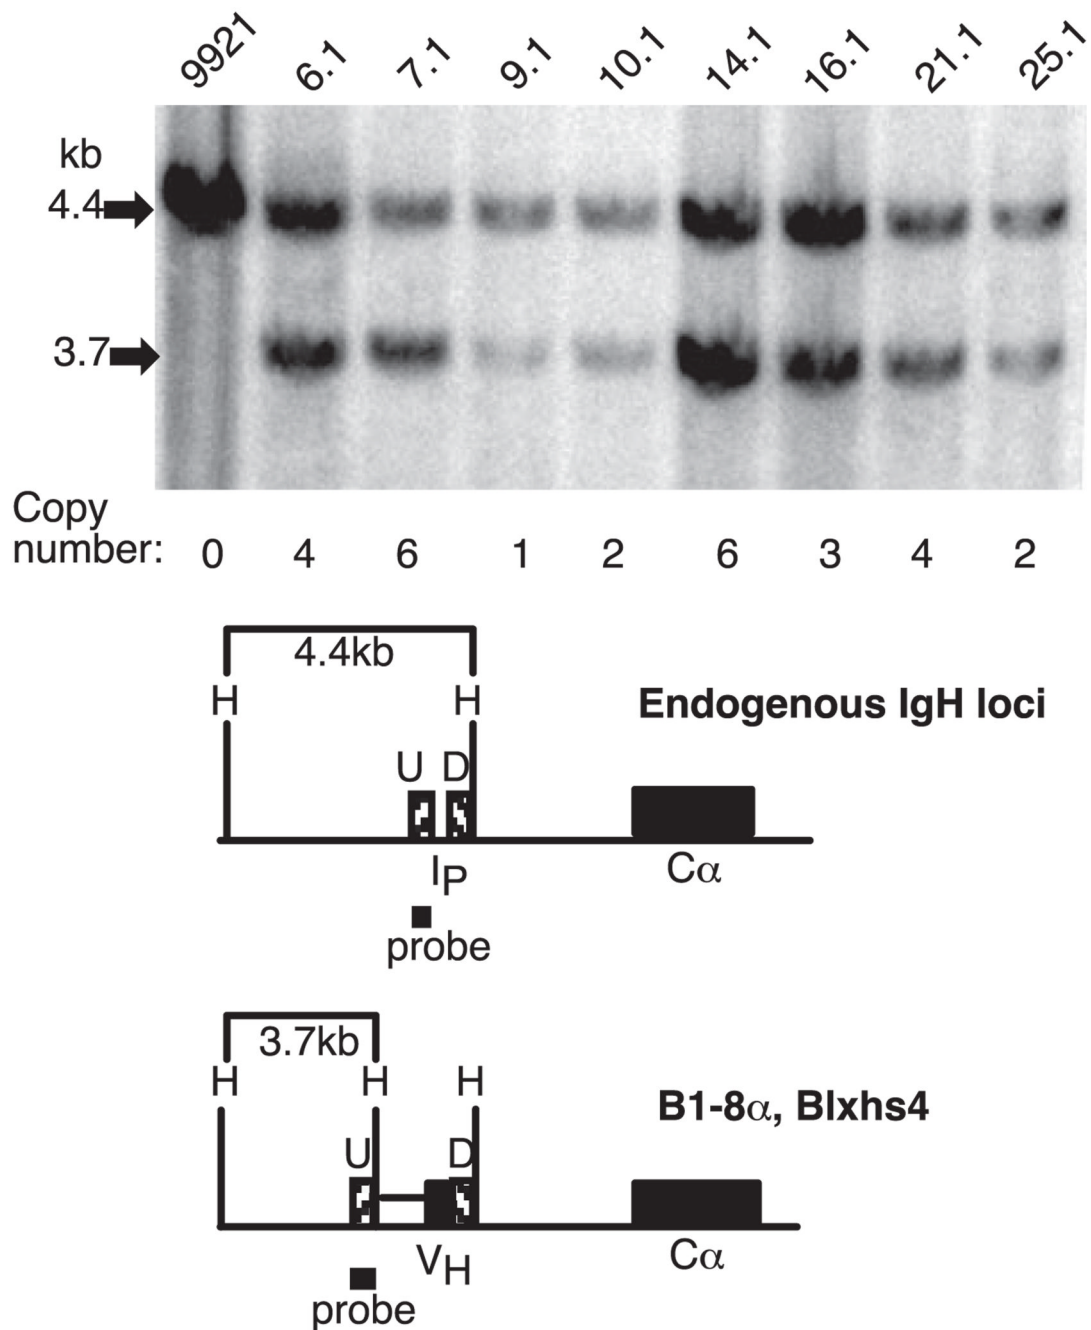 9921 6.1 7.1 9.1 10.1 14.1 16.1 21.1 25.1
kb
4.4
3.7
Copy
number: 0 4 6 1 2 6 3 4 2
4.4kb
H H
Endogenous IgH loci
U D
IP
Cα
probe
3.7kb
H H H
B1-8α, Blxhs4
U D
VH
Cα
probe